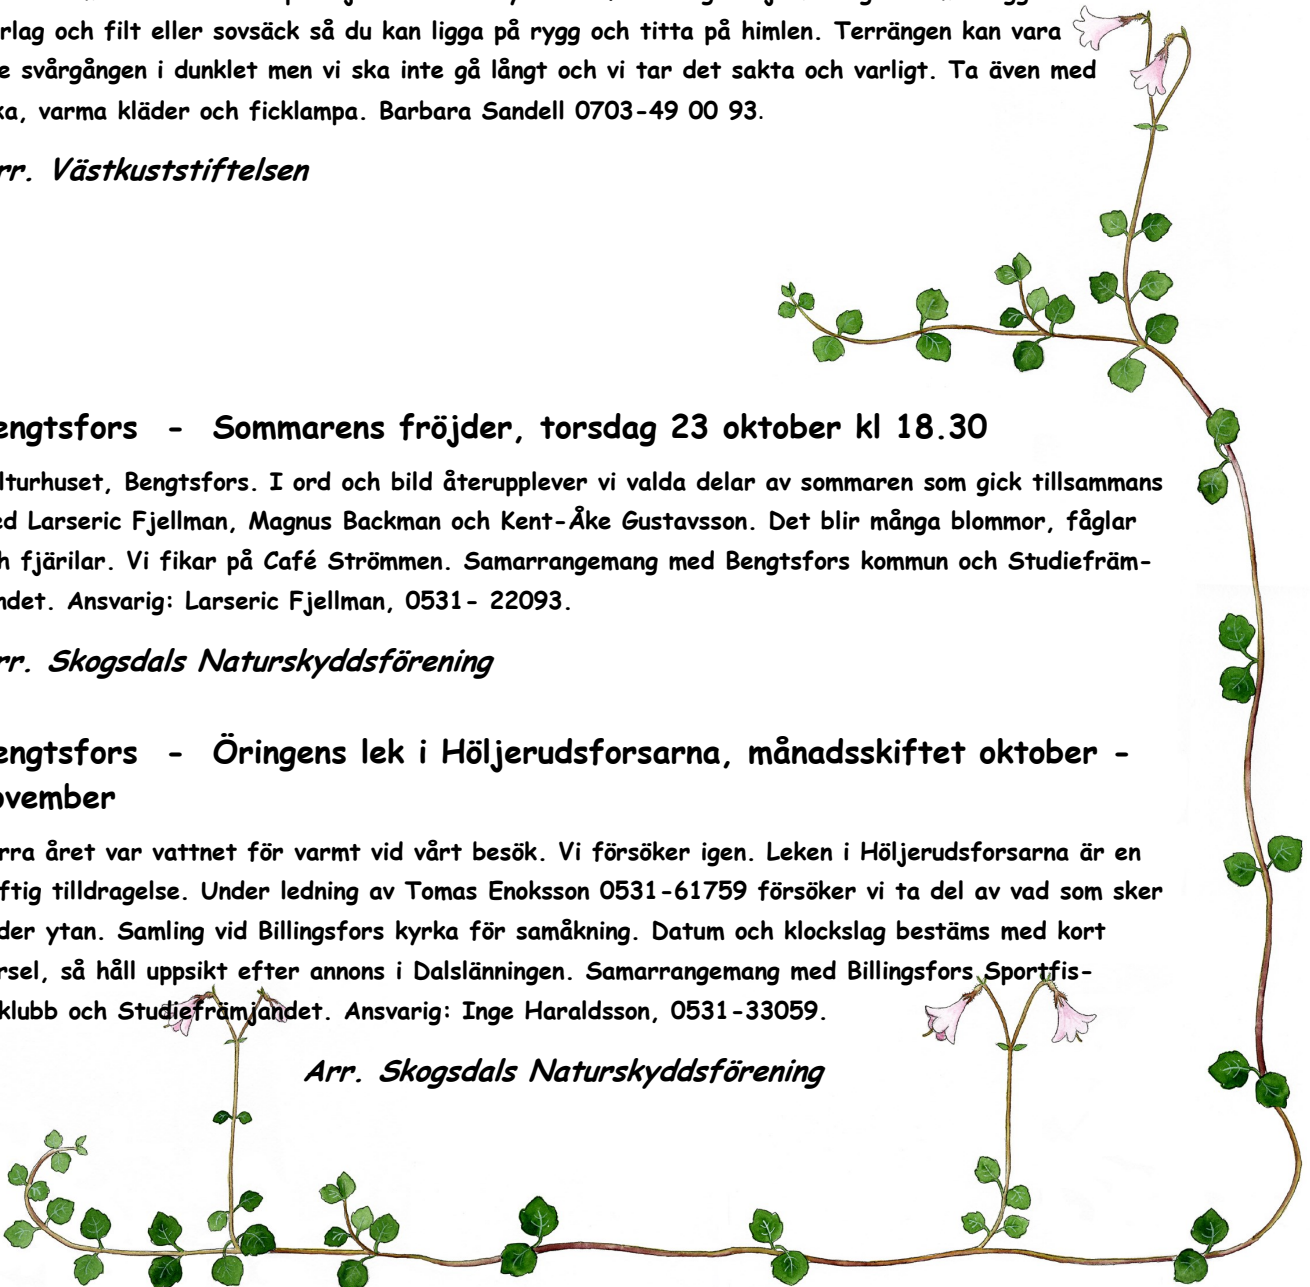 och filt eller sovsäck så du kan ligga på rygg och titta på himlen. Terrängen kan vara
svårgången i dunklet men vi ska inte gå långt och vi tar det sakta och varligt. Ta även med
varma kläder och ficklampa. Barbara Sandell 0703-49 00 93.
Västkuststiftelsen
engtsfors - Sommarens fröjder, torsdag 23 oktober kl 18.30
lturhuset, Bengtsfors. I ord och bild återupplever vi valda delar av sommaren som gick tillsammans
ed Larseric Fjellman, Magnus Backman och Kent-Åke Gustavsson. Det blir många blommor, fåglar
h fjärilar. Vi fikar på Café Strömmen. Samarrangemang med Bengtsfors kommun och Studiefräm-
ndet. Ansvarig: Larseric Fjellman, 0531- 22093.
rr. Skogsdals Naturskyddsförening
engtsfors - Öringens lek i Höljerudsforsarna, månadsskiftet oktober -
ovember
rra året var vattnet för varmt vid vårt besök. Vi försöker igen. Leken i Höljerudsforsarna är en
ftig tilldragelse. Under ledning av Tomas Enoksson 0531-61759 försöker vi ta del av vad som sker
der ytan. Samling vid Billingsfors kyrka för samåkning. Datum och klockslag bestäms med kort
rsel, så håll uppsikt efter annons i Dalslänningen. Samarrangemang med Billingsfors Sportfis-
klubb och Studiefrämjandet. Ansvarig: Inge Haraldsson, 0531-33059.
Arr. Skogsdals Naturskyddsförening